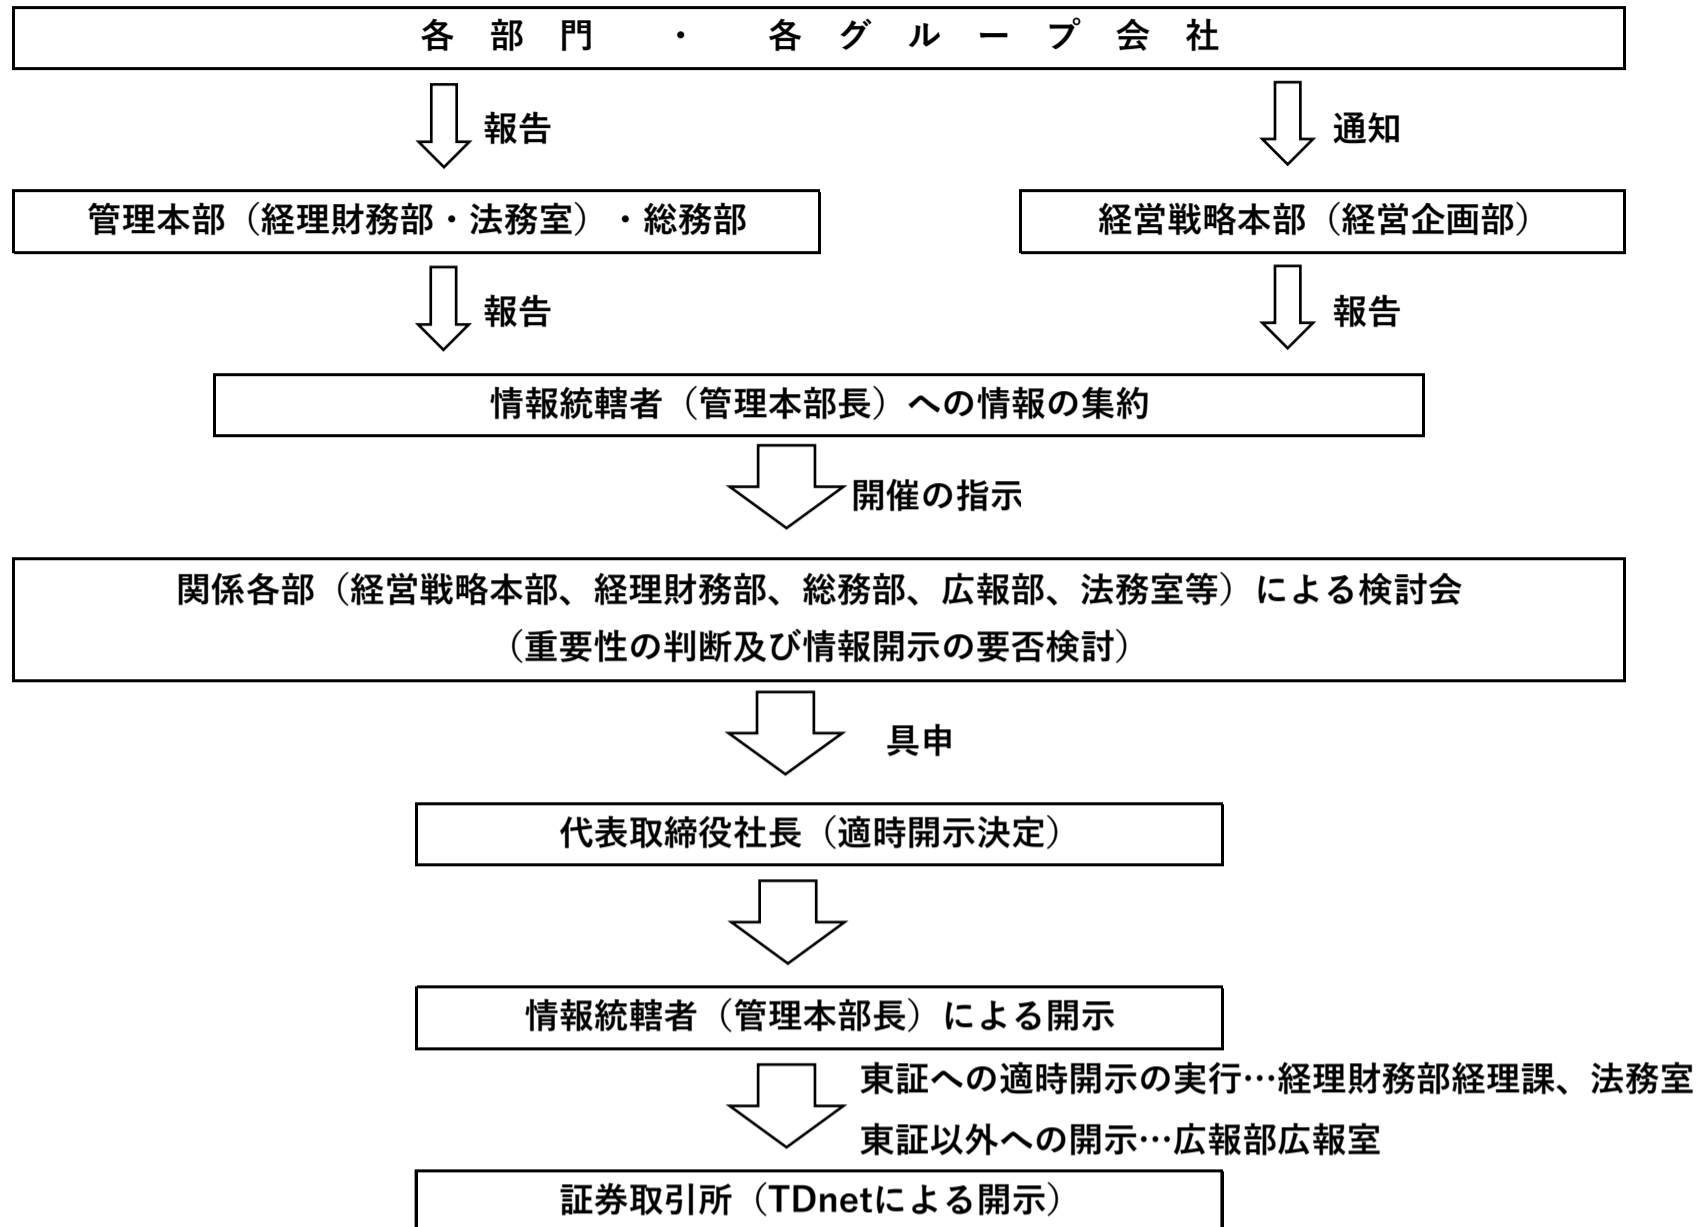 各部門・各グループ会社
報告
通知
管理本部（経理財務部・法務室）・総務部
経営戦略本部（経営企画部）
報告
報告
情報統轄者（管理本部長）への情報の集約
開催の指示
関係各部（経営戦略本部、経理財務部、総務部、広報部、法務室等）による検討会
（重要性の判断及び情報開示の要否検討）
具申
代表取締役社長（適時開示決定）
情報統轄者（管理本部長）による開示
東証への適時開示の実行…経理財務部経理課、法務室
東証以外への開示…広報部広報室
証券取引所（TDnetによる開示）